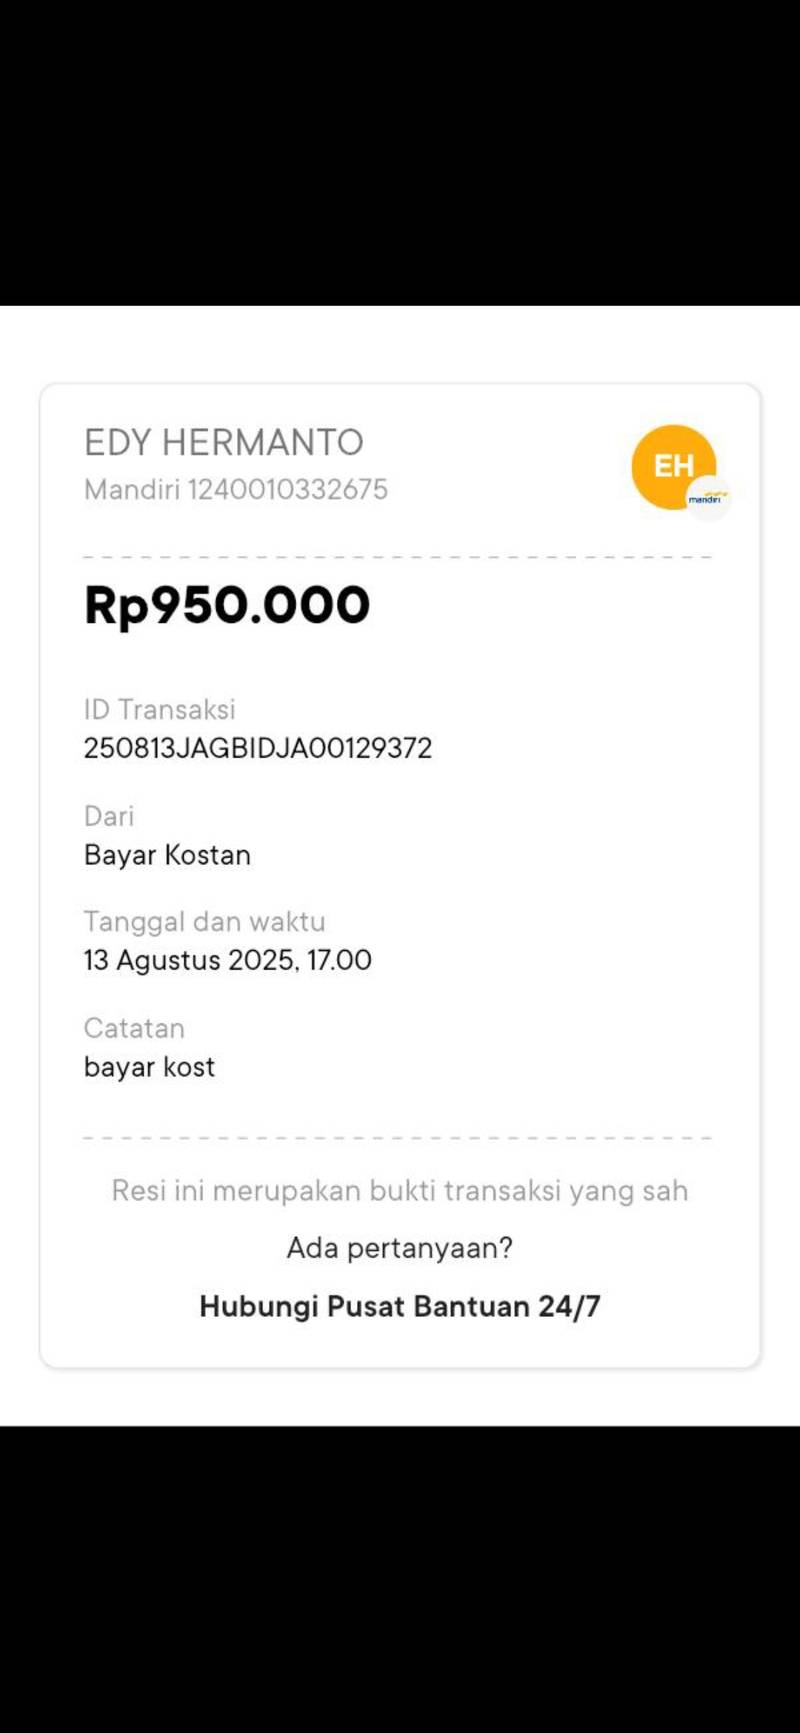 EDY HERMANTO
Mandiri 1240010332675
EH
mandiri
Rp950.000
ID Transaksi
250813JAGBIDJA00129372
Dari
Bayar Kostan
Tanggal dan waktu
13 Agustus 2025, 17.00
Catatan
bayar kost
Resi ini merupakan bukti transaksi yang sah
Ada pertanyaan?
Hubungi Pusat Bantuan 24/7